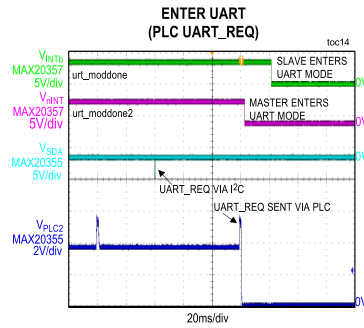 ENTER UART
(PLC UART_REQ)
toc14
VINTb
MAX20357
5V/div
urt_moddone
SLAVE ENTERS
UART MODE
0V
VnINT
MAX20357
5V/div
urt_moddone2
MASTER ENTERS
UART MODE
0V
VSDA
MAX20355
5V/div
UART_REQ VIA I2C
UART_REQ SENT VIA PLC
VPLC2
MAX20355
2V/div
0V
20ms/div